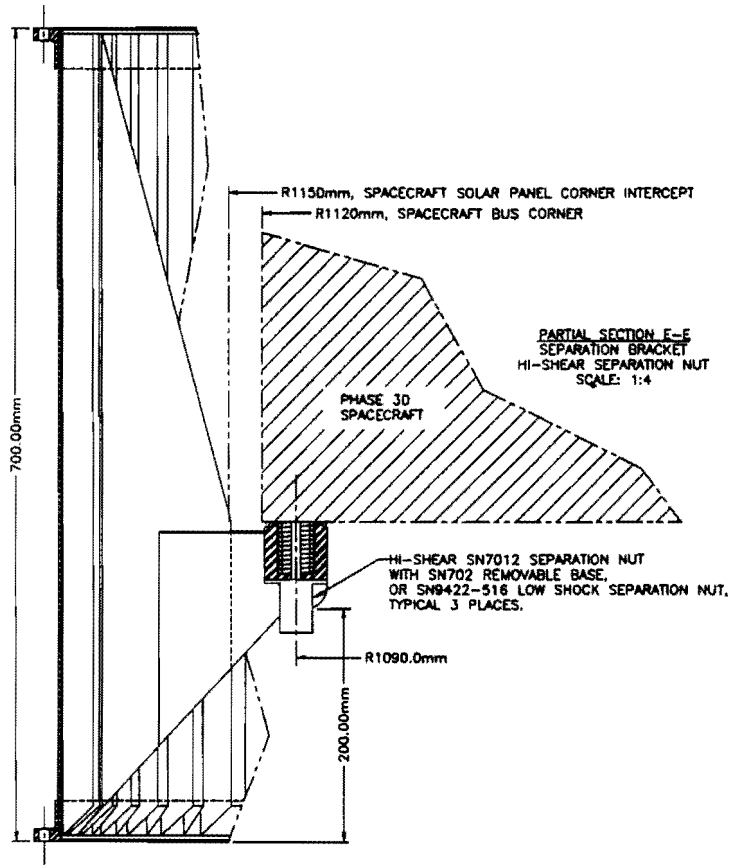 R1150mm, SPACECRAFT SOLAR PANEL CORNER INTERCEPT
R1120mm, SPACECRAFT BUS CORNER
PARTIAL SECTION E-E
SEPARATION BRACKET
HI-SHEAR SEPARATION NUT
SCALE: 1:4
PHASE 3D
SPACECRAFT
700.00mm
HI-SHEAR SN7012 SEPARATION NUT
WITH SN702 REMOVABLE BASE,
OR SN9422-516 LOW SHOCK SEPARATION NUT,
TYPICAL 3 PLACES.
R1090.0mm
200.00mm